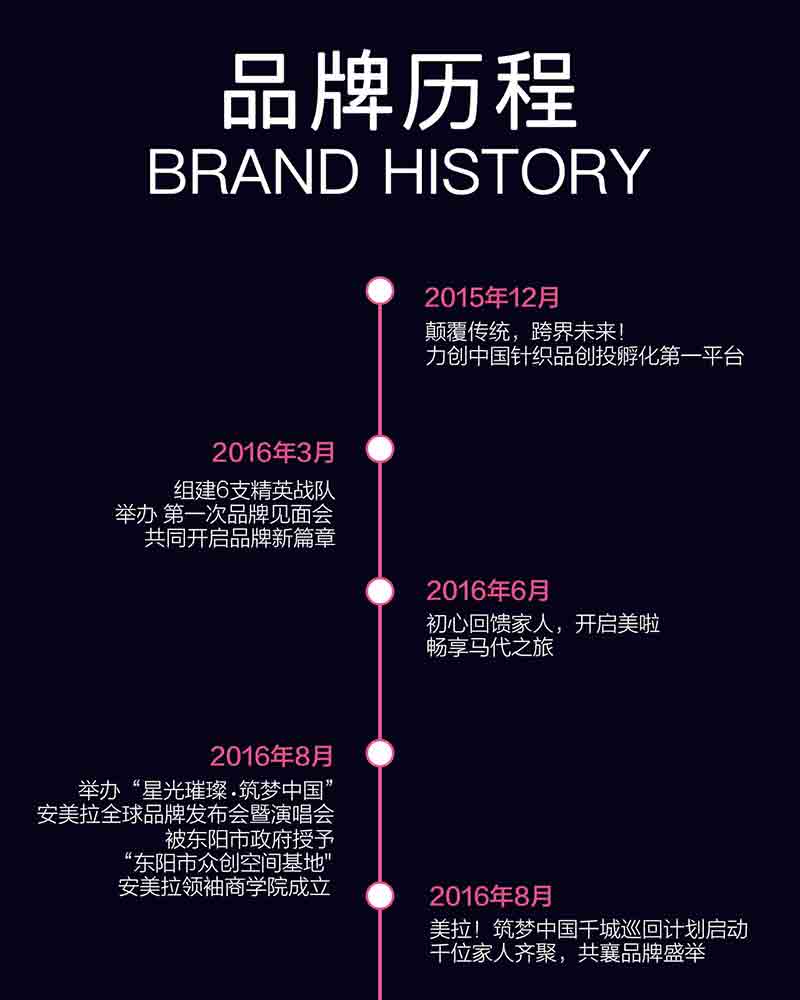 品牌历程
BRAND HISTORY
2015年12月
颠覆传统，跨界未来！
力创中国针织品创投孵化第一平台
2016年3月
组建6支精英战队
举办 第一次品牌见面会
共同开启品牌新篇章
2016年6月
初心回馈家人，开启美啦
畅享马代之旅
2016年8月
举办“星光璀璨·筑梦中国”
安美拉全球品牌发布会暨演唱会
被东阳市政府授予
“东阳市众创空间基地"
安美拉领袖商学院成立
2016年8月
美拉！筑梦中国千城巡回计划启动
千位家人齐聚，共襄品牌盛举